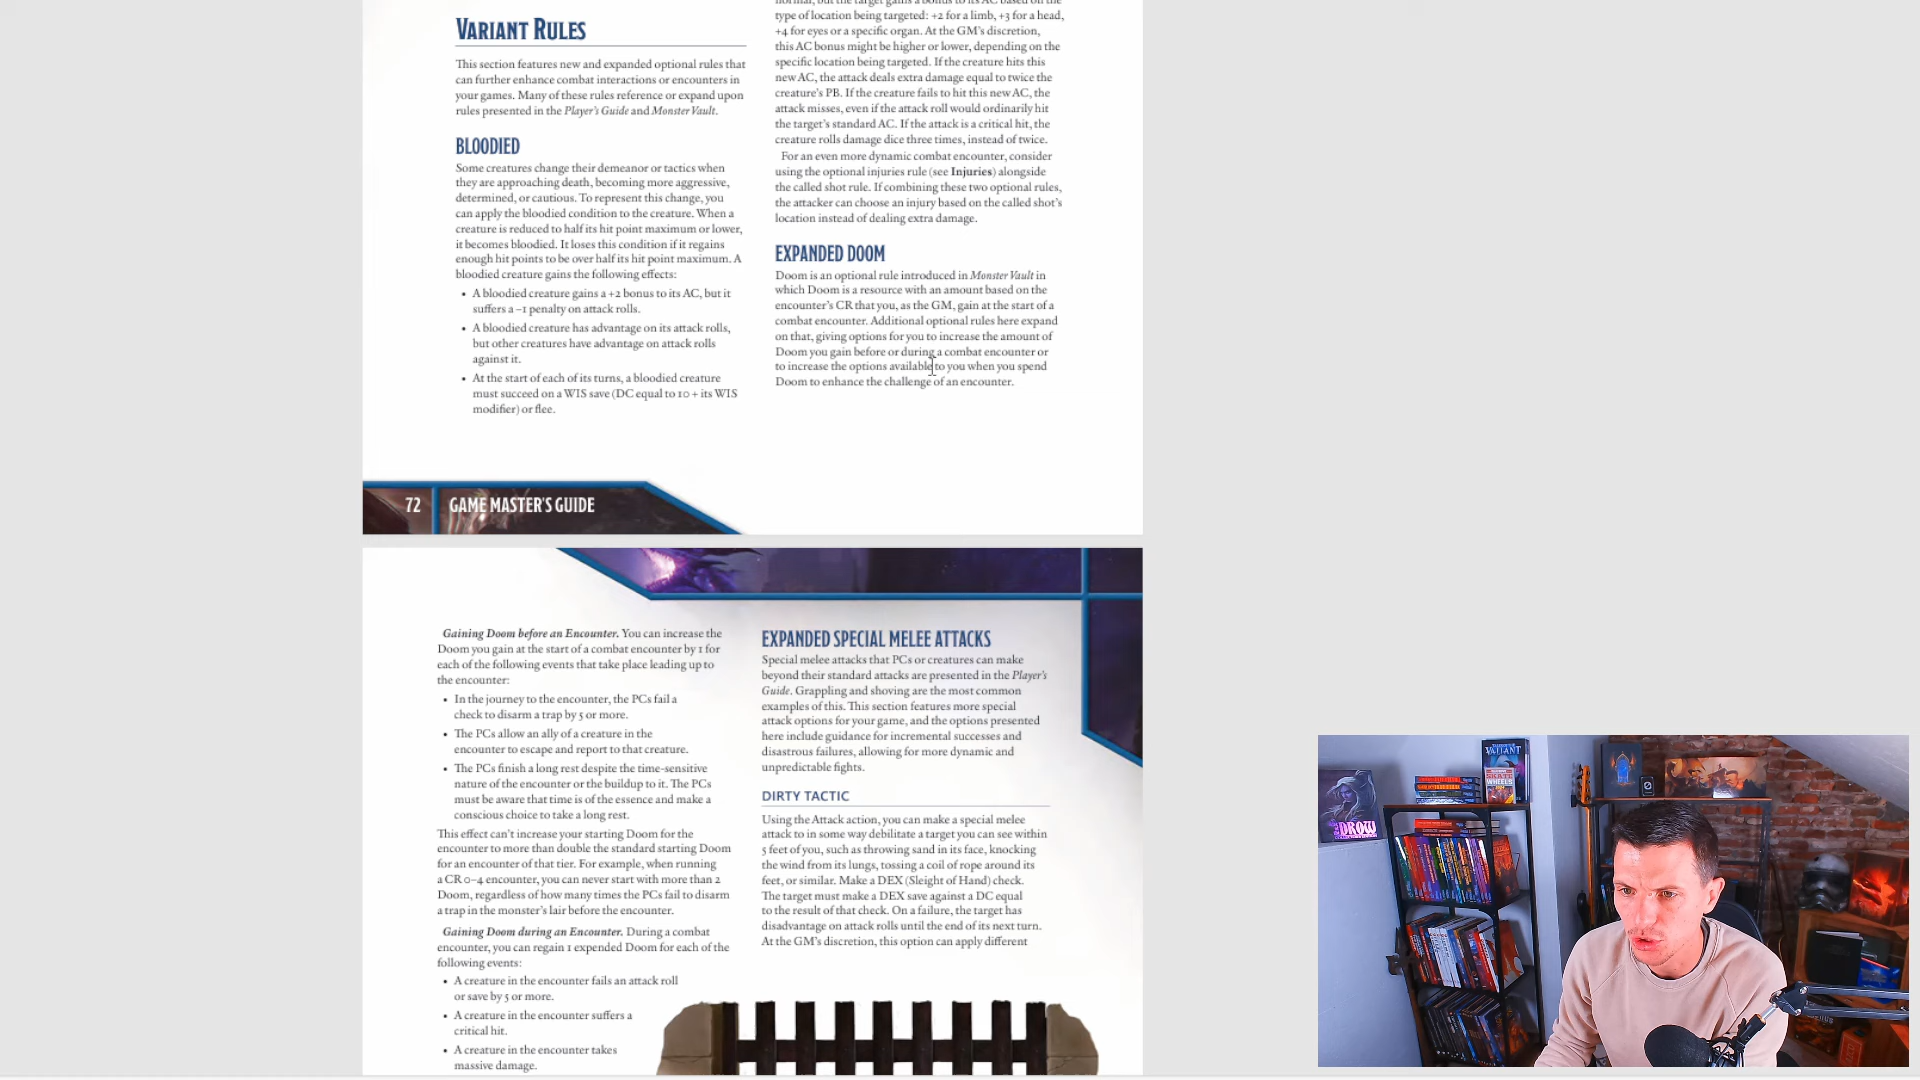 VARIANT RULES
This section features new and expanded optional rules that
can further enhance combat interactions or encounters in
your games. Many of these rules reference or expand upon
rules presented in the Player's Guide and Monster Vault.
BLOODIED
Some creatures change their demeanor or tactics when
they are approaching death, becoming more aggressive,
determined, or cautious. To represent this change, you
can apply the bloodied condition to the creature. When a
creature is reduced to half its hit point maximum or lower,
it becomes bloodied. It loses this condition if it regains
enough hit points to be over half its hit point maximum. A
bloodied creature gains the following effects:
• A bloodied creature gains a +2 bonus to its AC, but it
suffers a –1 penalty on attack rolls.
• A bloodied creature has advantage on its attack rolls,
but other creatures have advantage on attack rolls
against it.
• At the start of each of its turns, a bloodied creature
must succeed on a WIS save (DC equal to 10 + its WIS
modifier) or flee.
normal, but the target gains a bonus to its AC based on the
type of location being targeted: +2 for a limb, +3 for a head,
+4 for eyes or a specific organ. At the GM's discretion,
this AC bonus might be higher or lower, depending on the
specific location being targeted. If the creature hits this
new AC, the attack deals extra damage equal to twice the
creature's PB. If the creature fails to hit this new AC, the
attack misses, even if the attack roll would ordinarily hit
the target's standard AC. If the attack is a critical hit, the
creature rolls damage dice three times, instead of twice.
For an even more dynamic combat encounter, consider
using the optional injuries rule (see Injuries) alongside
the called shot rule. If combining these two optional rules,
the attacker can choose an injury based on the called shot's
location instead of dealing extra damage.
EXPANDED DOOM
Doom is an optional rule introduced in Monster Vault in
which Doom is a resource with an amount based on the
encounter's CR that you, as the GM, gain at the start of a
combat encounter. Additional optional rules here expand
on that, giving options for you to increase the amount of
Doom you gain before or during a combat encounter or
to increase the options available to you when you spend
Doom to enhance the challenge of an encounter.
72 GAME MASTER'S GUIDE
Gaining Doom before an Encounter. You can increase the
Doom you gain at the start of a combat encounter by 1 for
each of the following events that take place leading up to
the encounter:
• In the journey to the encounter, the PCs fail a
check to disarm a trap by 5 or more.
• The PCs allow an ally of a creature in the
encounter to escape and report to that creature.
• The PCs finish a long rest despite the time-sensitive
nature of the encounter or the buildup to it. The PCs
must be aware that time is of the essence and make a
conscious choice to take a long rest.
This effect can't increase your starting Doom for the
encounter to more than double the standard starting Doom
for an encounter of that tier. For example, when running
a CR 0–4 encounter, you can never start with more than 2
Doom, regardless of how many times the PCs fail to disarm
a trap in the monster's lair before the encounter.
Gaining Doom during an Encounter. During a combat
encounter, you can regain 1 expended Doom for each of the
following events:
• A creature in the encounter fails an attack roll
or save by 5 or more.
• A creature in the encounter suffers a
critical hit.
• A creature in the encounter takes
massive damage.
EXPANDED SPECIAL MELEE ATTACKS
Special melee attacks that PCs or creatures can make
beyond their standard attacks are presented in the Player's
Guide. Grappling and shoving are the most common
examples of this. This section features more special
attack options for your game, and the options presented
here include guidance for incremental successes and
disastrous failures, allowing for more dynamic and
unpredictable fights.
DIRTY TACTIC
Using the Attack action, you can make a special melee
attack to in some way debilitate a target you can see within
5 feet of you, such as throwing sand in its face, knocking
the wind from its lungs, tossing a coil of rope around its
feet, or similar. Make a DEX (Sleight of Hand) check.
The target must make a DEX save against a DC equal
to the result of that check. On a failure, the target has
disadvantage on attack rolls until the end of its next turn.
At the GM's discretion, this option can apply different
VALIANT
SKATE
WHEELS
DROW